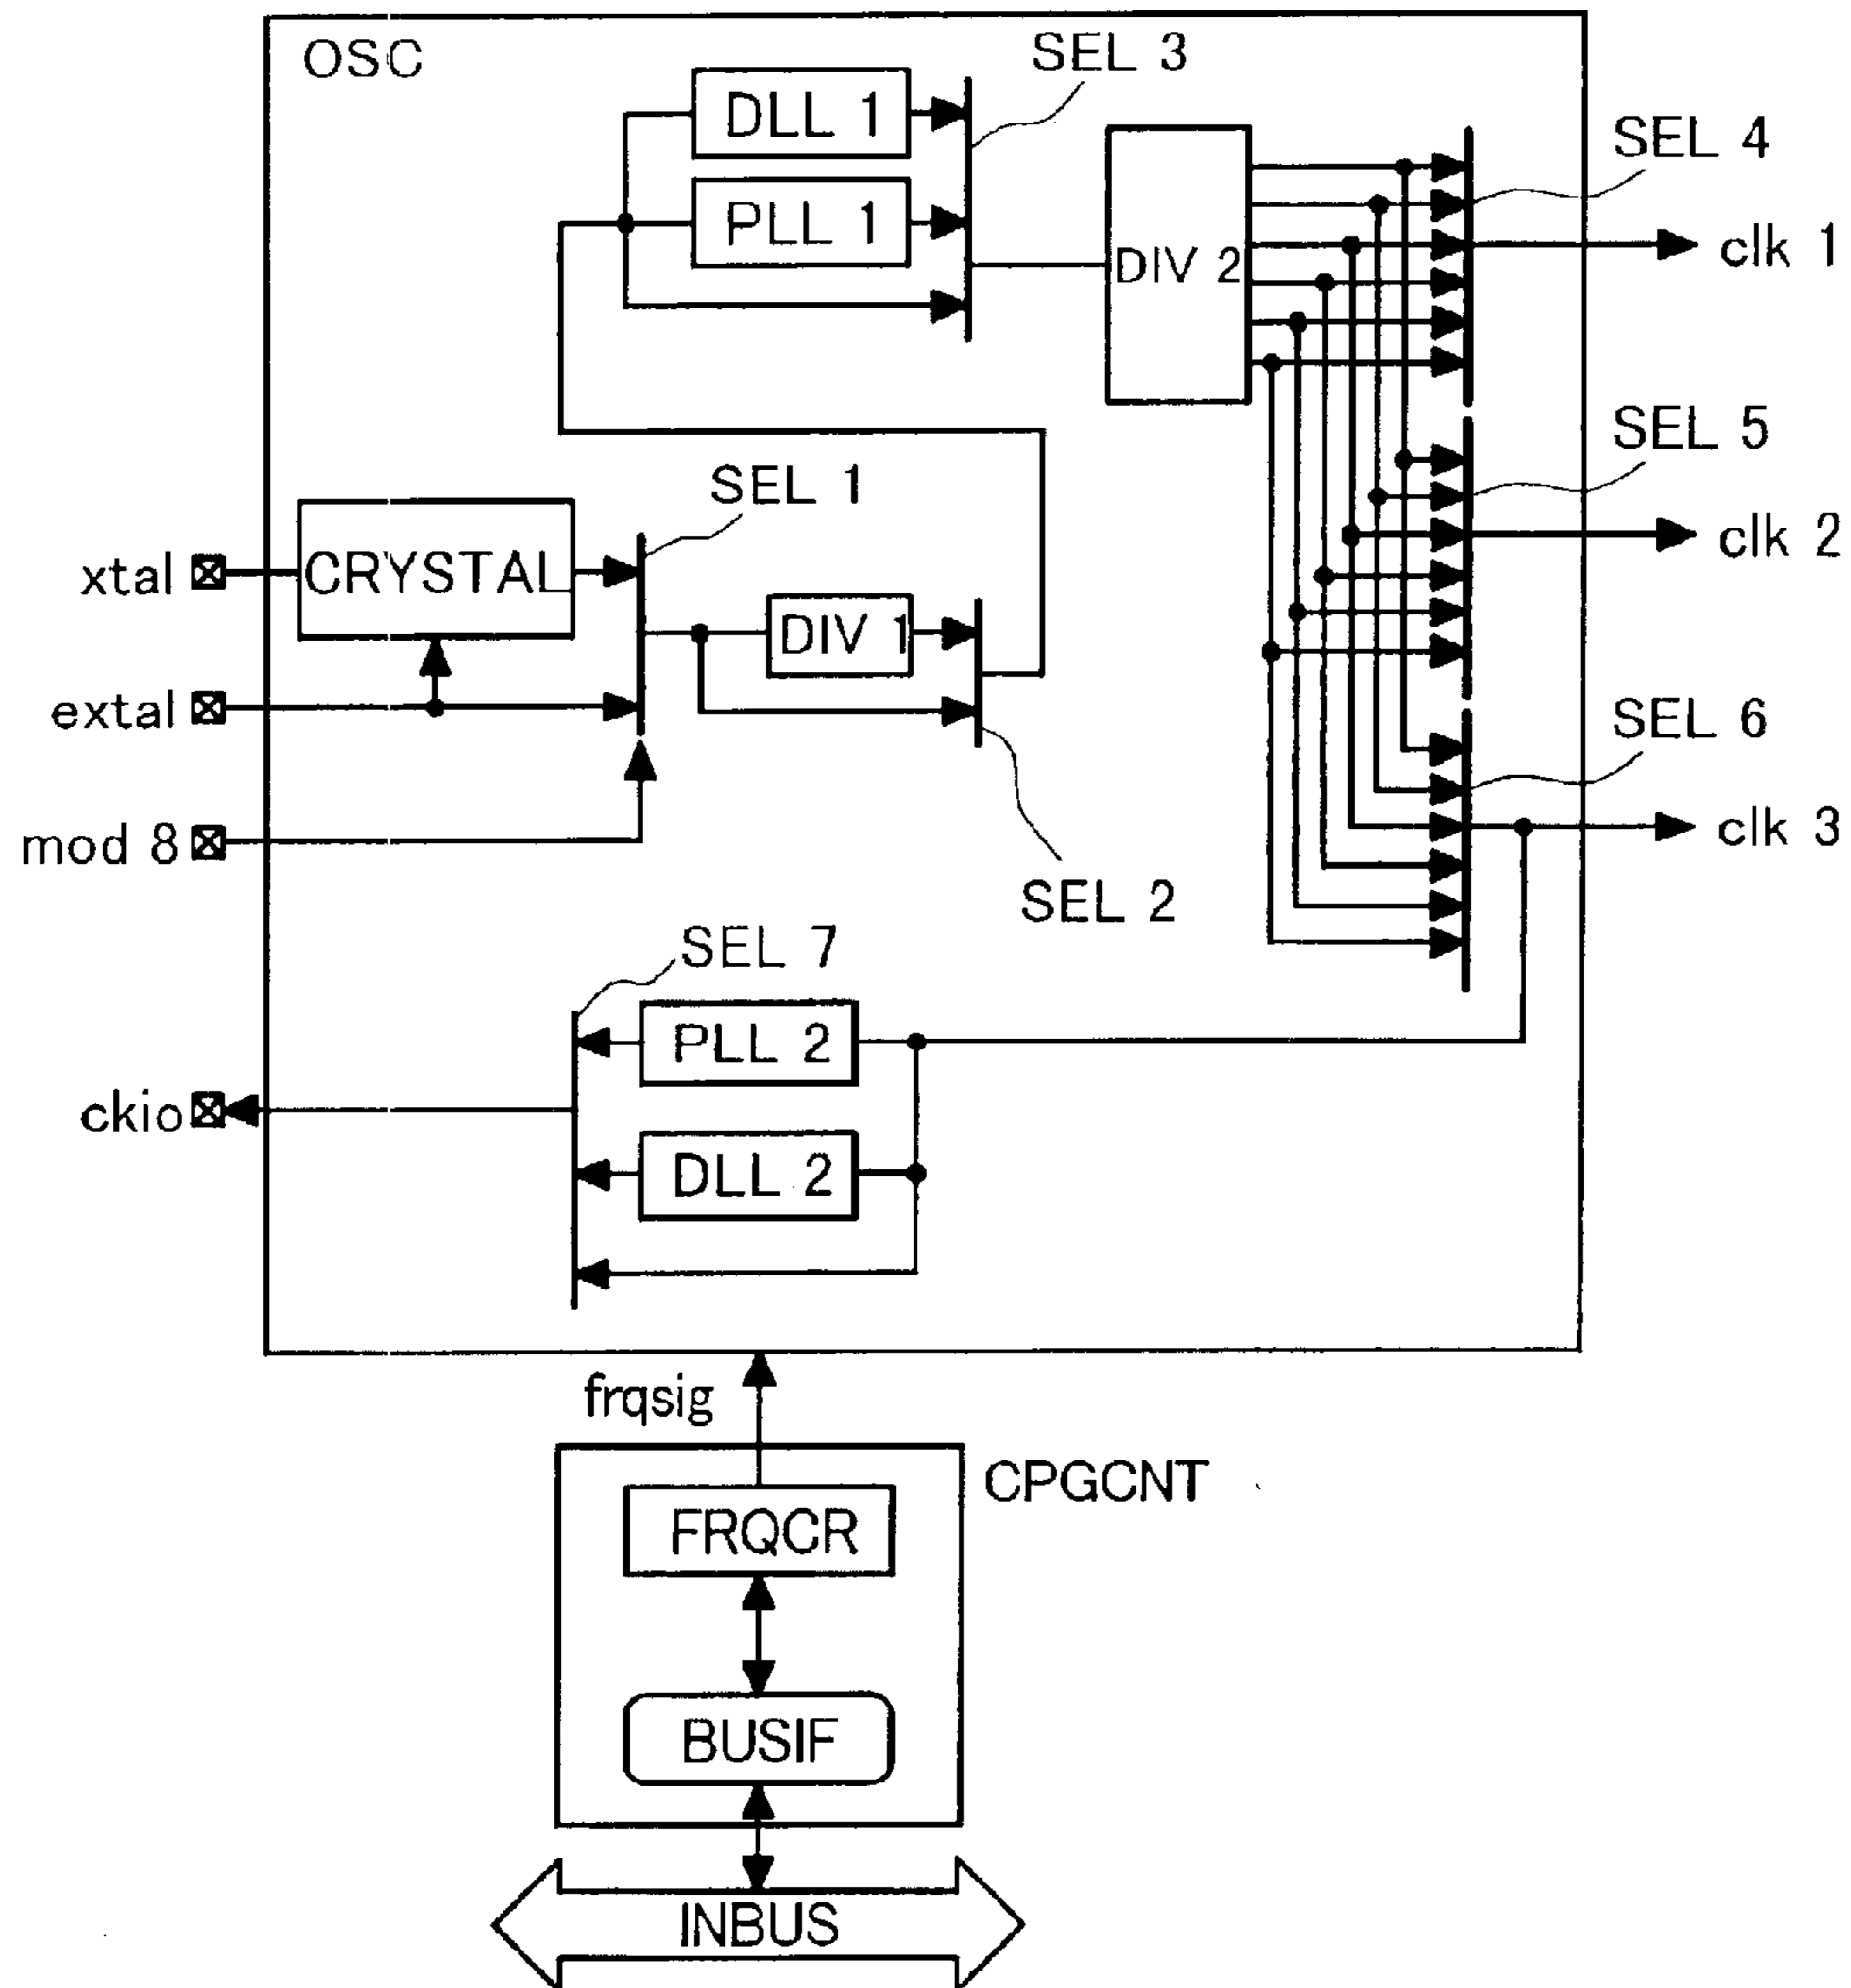 OSC
SEL 3
DLL 1
SEL 4
PLL 1
clk 1
DIV 2
SEL 5
SEL 1
clk 2
xtal
CRYSTAL
DIV 1
extal
SEL 6
mod 8
clk 3
SEL 2
SEL 7
PLL 2
ckio
DLL 2
frqsig
CPGCNT
FRQCR
BUSIF
INBUS